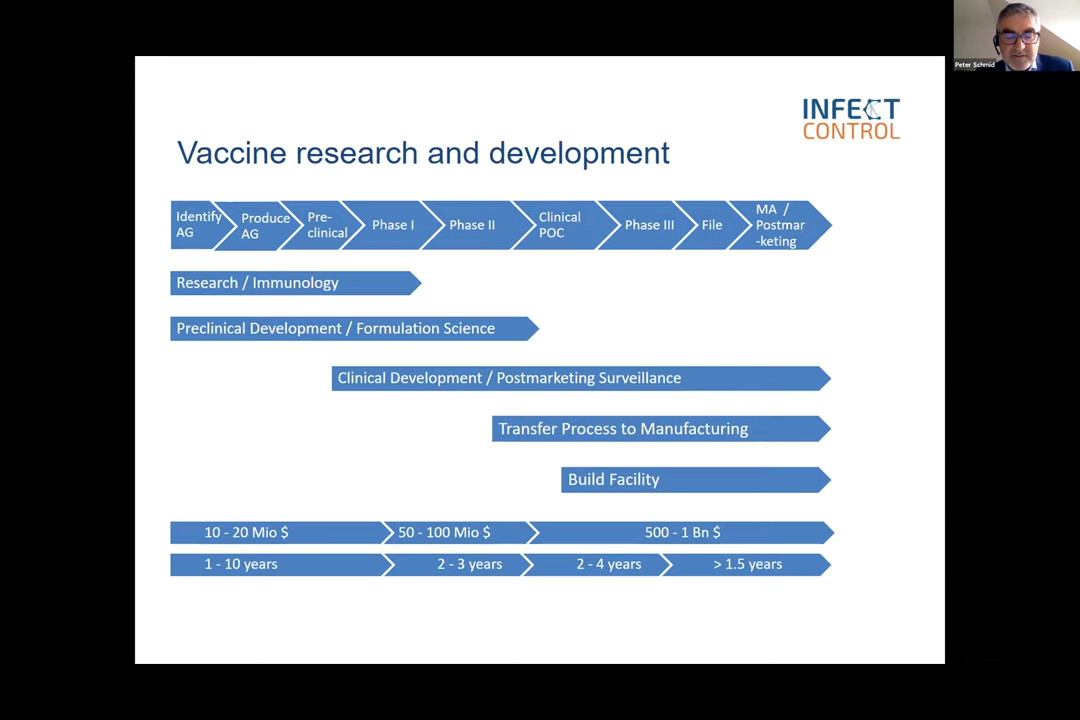 Peter Schmid
INFECT
CONTROL
Vaccine research and development
Identify
AG
Produce
AG
Pre-
clinical
Phase I
Phase II
Clinical
POC
Phase III
File
MA /
Postmar
-keting
Research / Immunology
Preclinical Development / Formulation Science
Clinical Development / Postmarketing Surveillance
Transfer Process to Manufacturing
Build Facility
10 - 20 Mio $
50 - 100 Mio $
500 - 1 Bn $
1 - 10 years
2 - 3 years
2 - 4 years
> 1.5 years